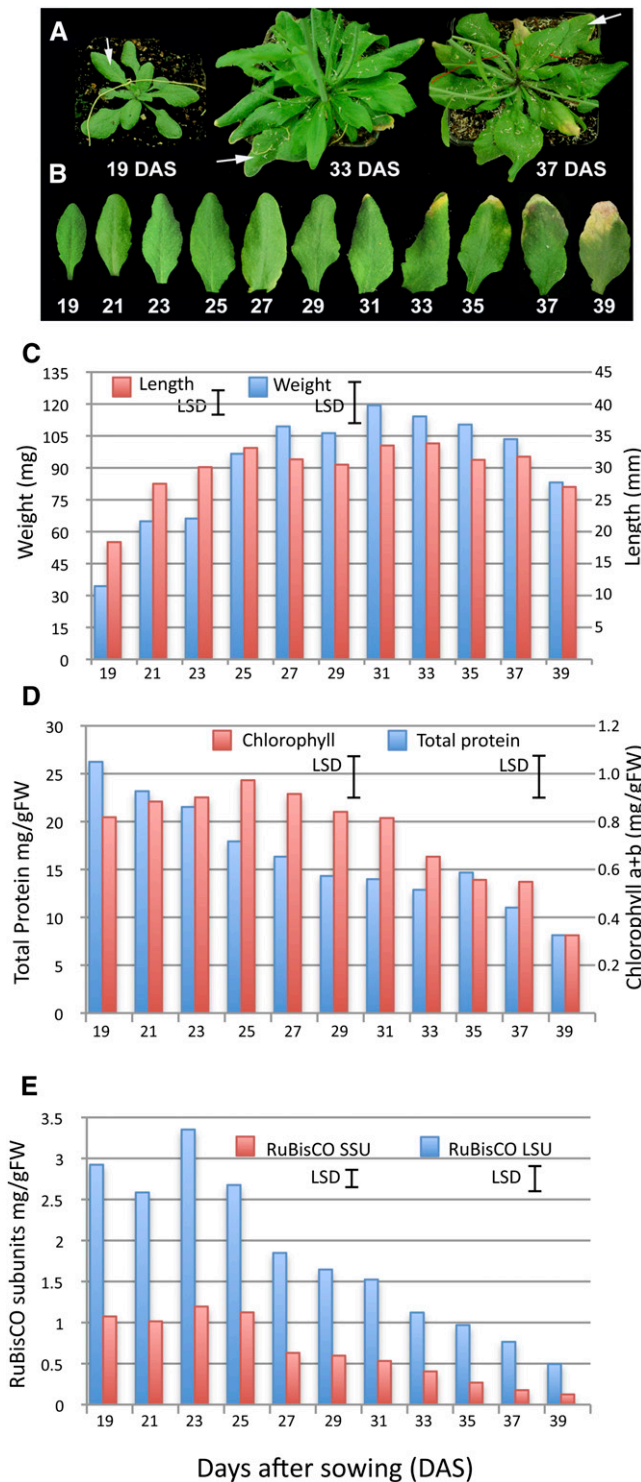 A
19 DAS 33 DAS 37 DAS
B
19 21 23 25 27 29 31 33 35 37 39
C
Weight (mg)
135
120
105
90
75
60
45
30
15
0
Length Weight
LSD LSD
45
40
35
30
25
20
15
10
5
Length (mm)
19 21 23 25 27 29 31 33 35 37 39
D
Total Protein mg/gFW
30
25
20
15
10
5
0
Chlorophyll Total protein
LSD LSD
1.2
1.0
0.8
0.6
0.4
0.2
Chlorophyll a+b (mg/gFW)
19 21 23 25 27 29 31 33 35 37 39
E
RuBisCO subunits mg/gFW
3.5
3
2.5
2
1.5
1
0.5
0
RuBisCO SSU RuBisCO LSU
LSD LSD
19 21 23 25 27 29 31 33 35 37 39
Days after sowing (DAS)